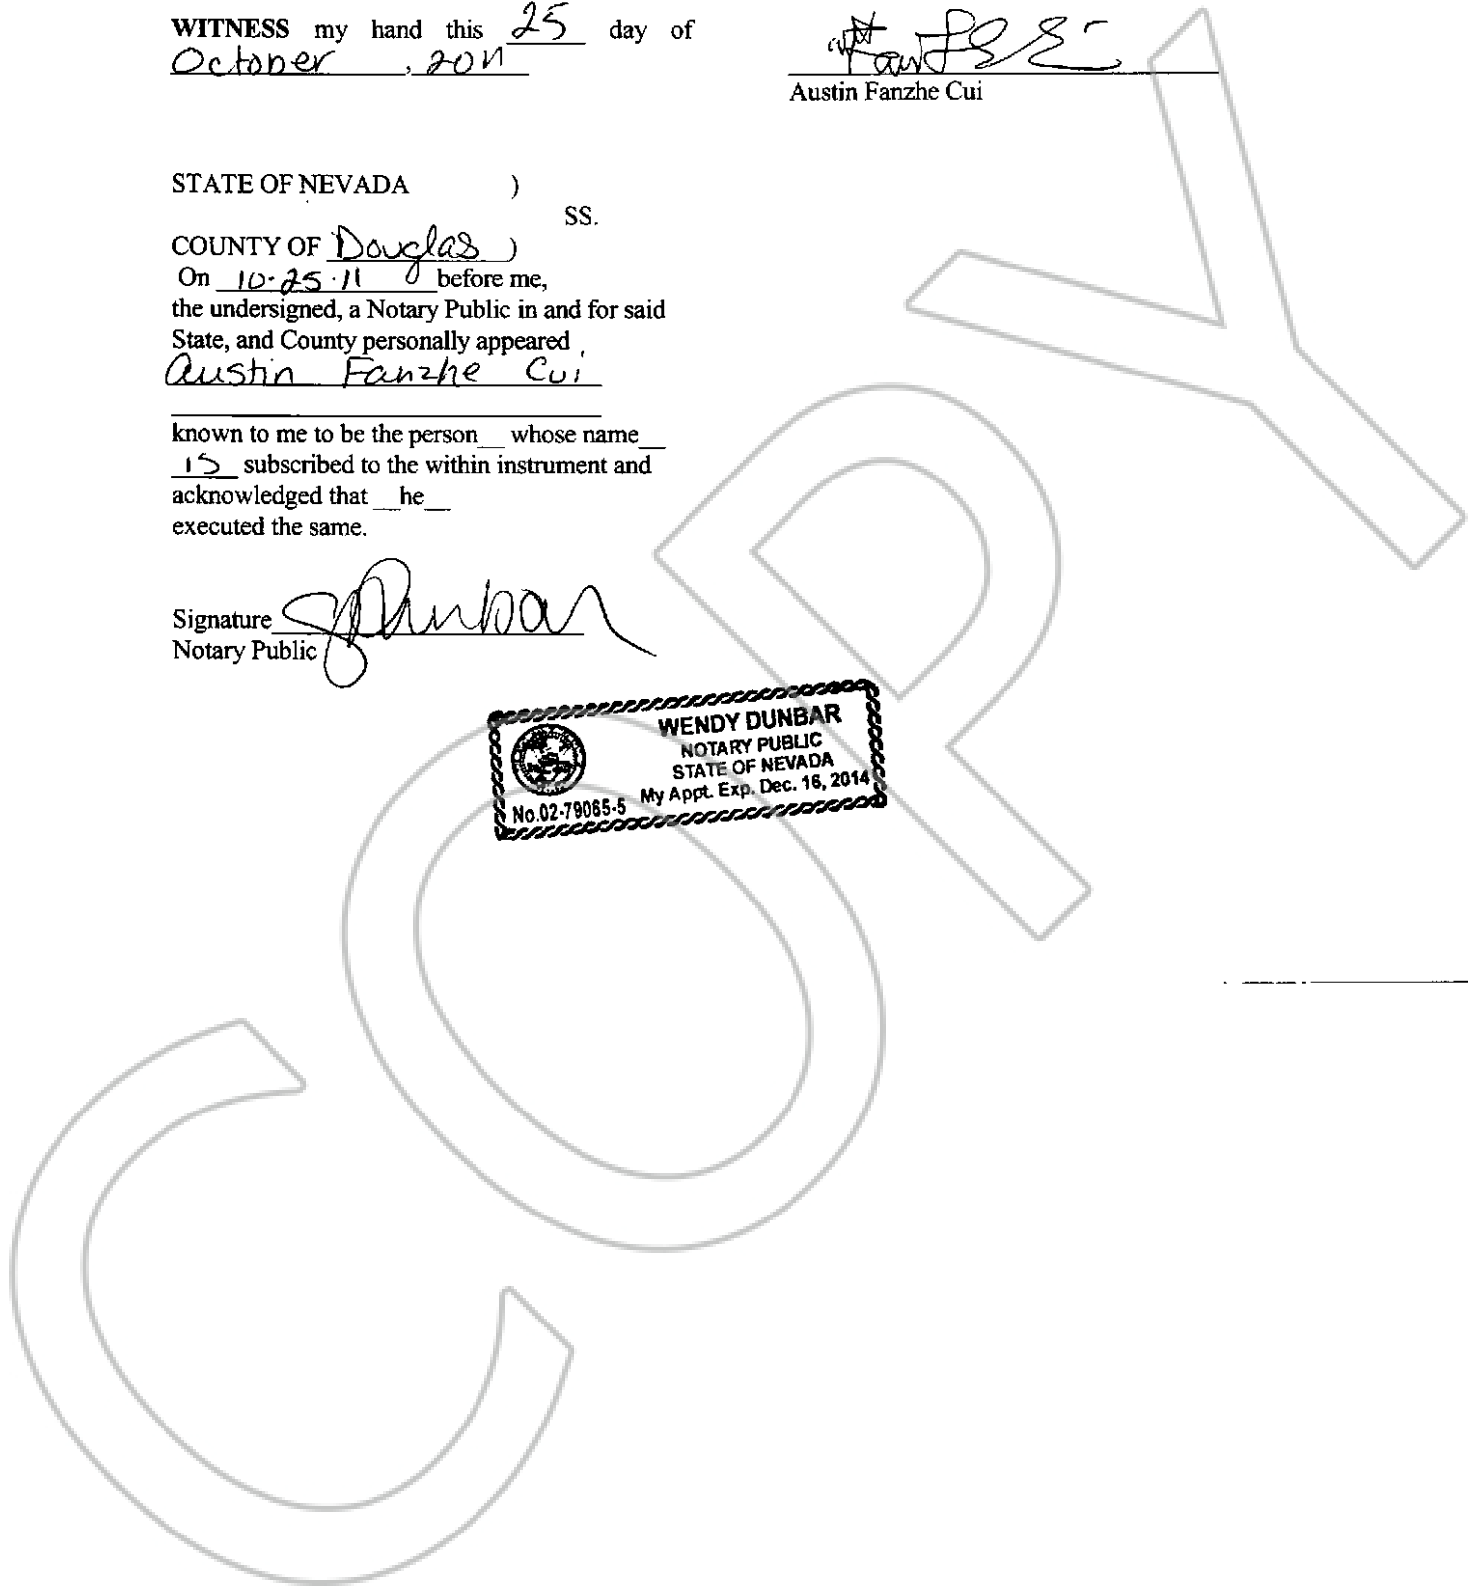 WITNESS my hand this 25 day of
October, 2011
Austin Fanzhe Cui
STATE OF NEVADA )
SS.
COUNTY OF Douglas )
On 10-25-11 before me,
the undersigned, a Notary Public in and for said
State, and County personally appeared
Austin Fanzhe Cui
known to me to be the person__ whose name__
is subscribed to the within instrument and
acknowledged that __he__
executed the same.
Signature
Notary Public
WENDY DUNBAR
NOTARY PUBLIC
STATE OF NEVADA
My Appt. Exp. Dec. 16, 2014
No.02-79065-5
COPY